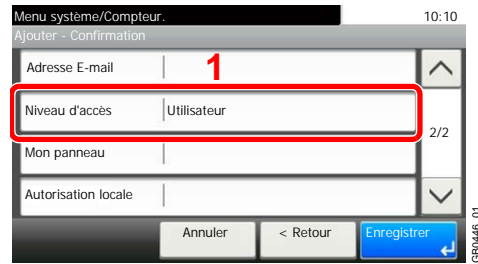 Menu système/Compteur.
10:10
Ajouter - Confirmation
Adresse E-mail
1
Niveau d'accès
Utilisateur
2/2
Mon panneau
Autorisation locale
Annuler
< Retour
Enregistrer
GB0446_01